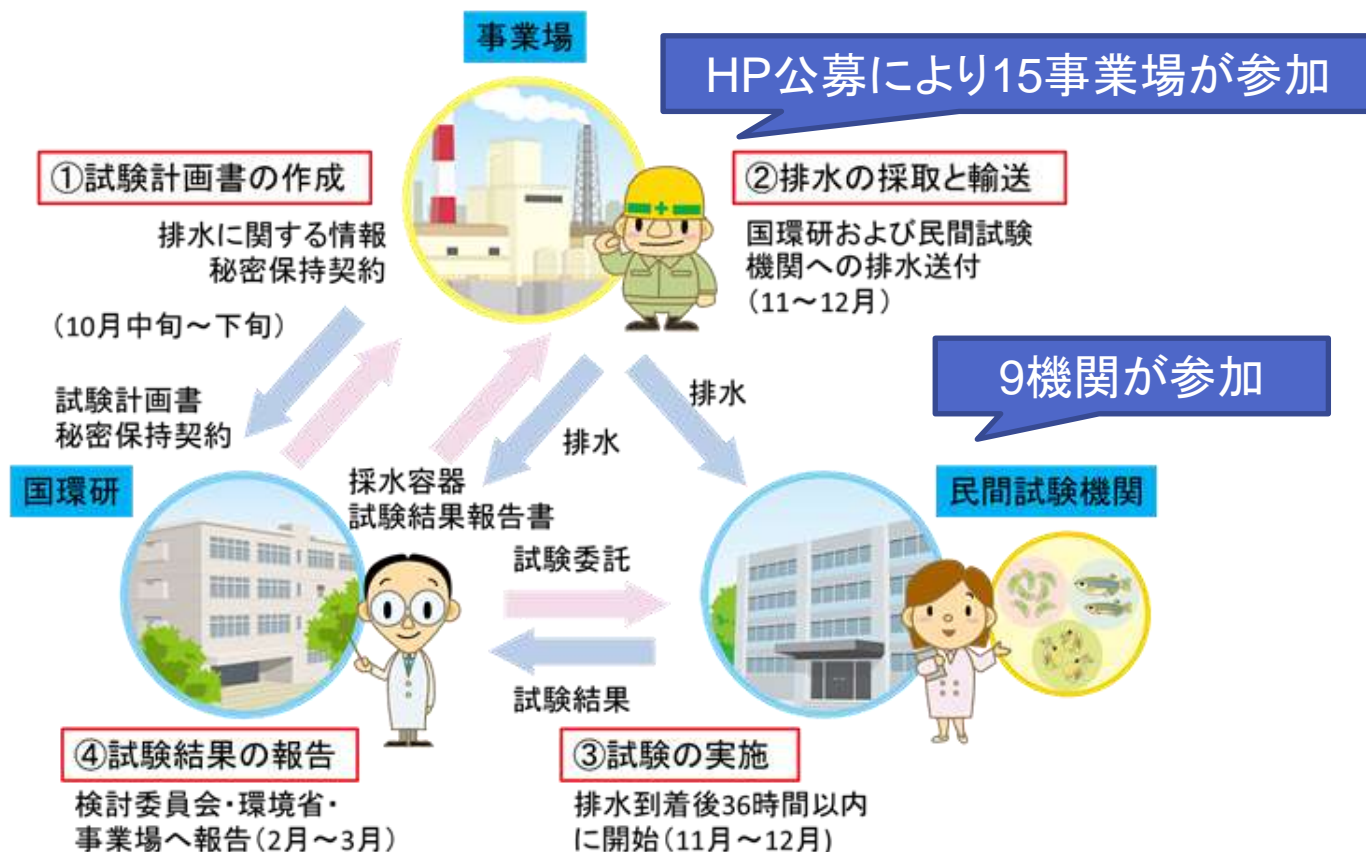 事業場
HP公募により15事業場が参加
①試験計画書の作成
排水に関する情報
秘密保持契約
（10月中旬～下旬）
②排水の採取と輸送
国環研および民間試験
機関への排水送付
（11～12月）
9機関が参加
試験計画書
秘密保持契約
排水
排水
国環研
採水容器
試験結果報告書
民間試験機関
試験委託
試験結果
④試験結果の報告
検討委員会・環境省・
事業場へ報告（2月～3月）
③試験の実施
排水到着後36時間以内
に開始（11月～12月）